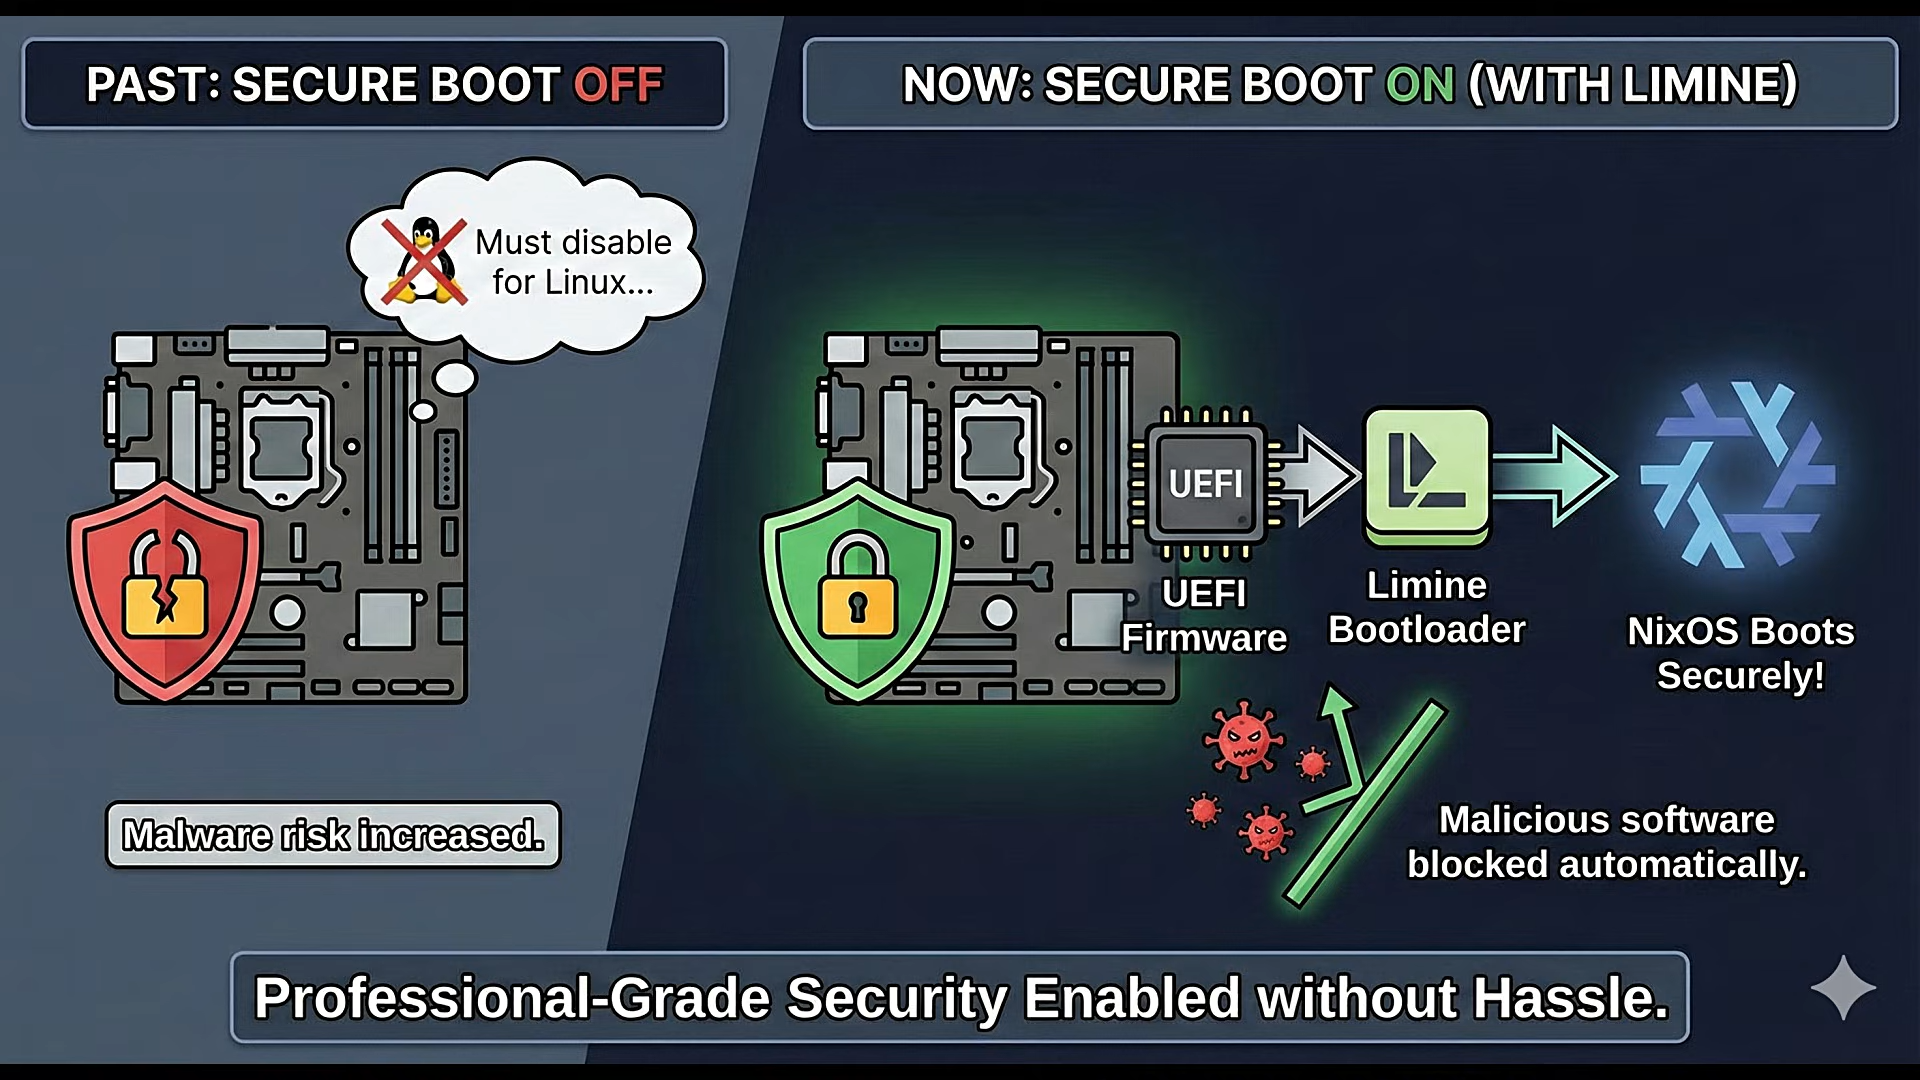 PAST: SECURE BOOT OFF
Must disable
for Linux...
Malware risk increased.
NOW: SECURE BOOT ON (WITH LIMINE)
UEFI
UEFI
Firmware
Limine
Bootloader
NixOS Boots
Securely!
Malicious software
blocked automatically.
Professional-Grade Security Enabled without Hassle.